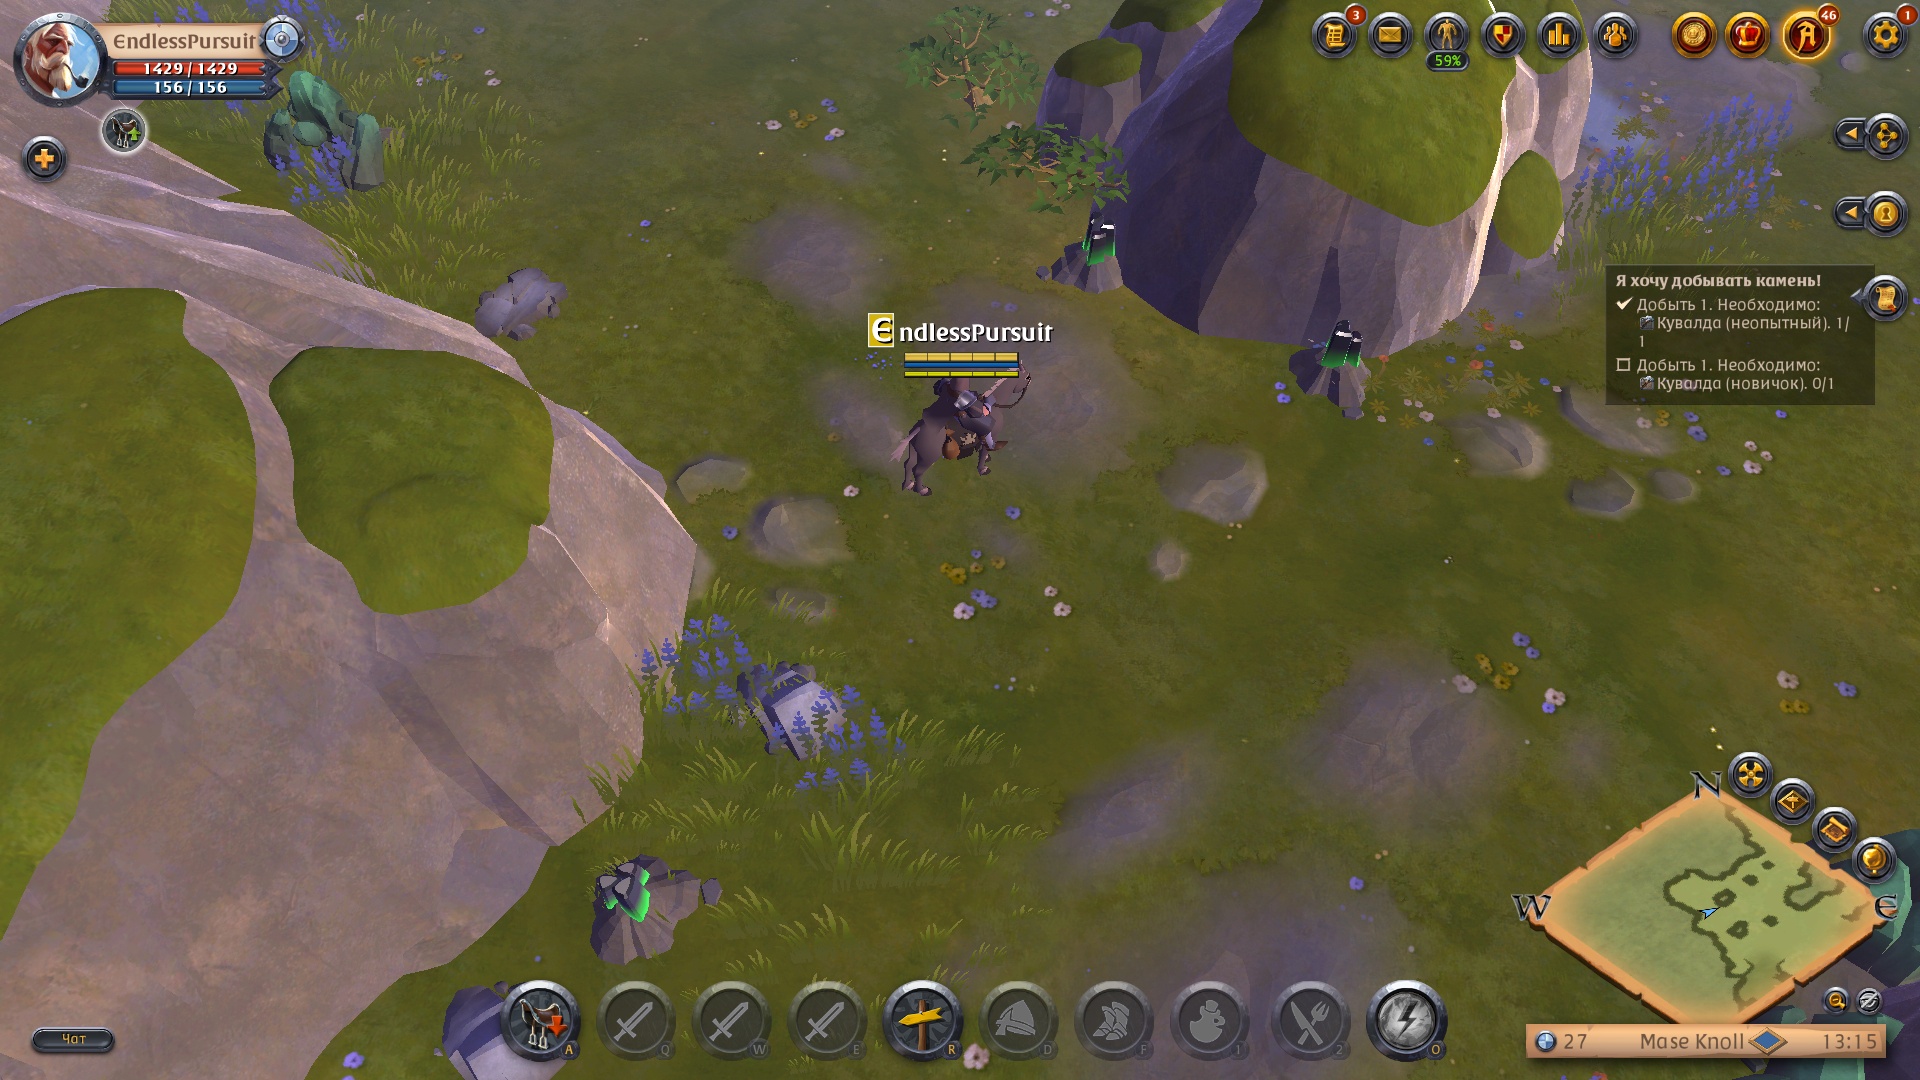 EndlessPursuit
1429 / 1429
156 / 156
3
59%
46
1
Я хочу добывать камень!
Добыть 1. Необходимо:
Кувалда (неопытный). 1/
1
Добыть 1. Необходимо:
Кувалда (новичок). 0/1
EndlessPursuit
N
W
E
Чат
A
Q
W
E
R
D
F
1
2
O
27
Mase Knoll
13:15